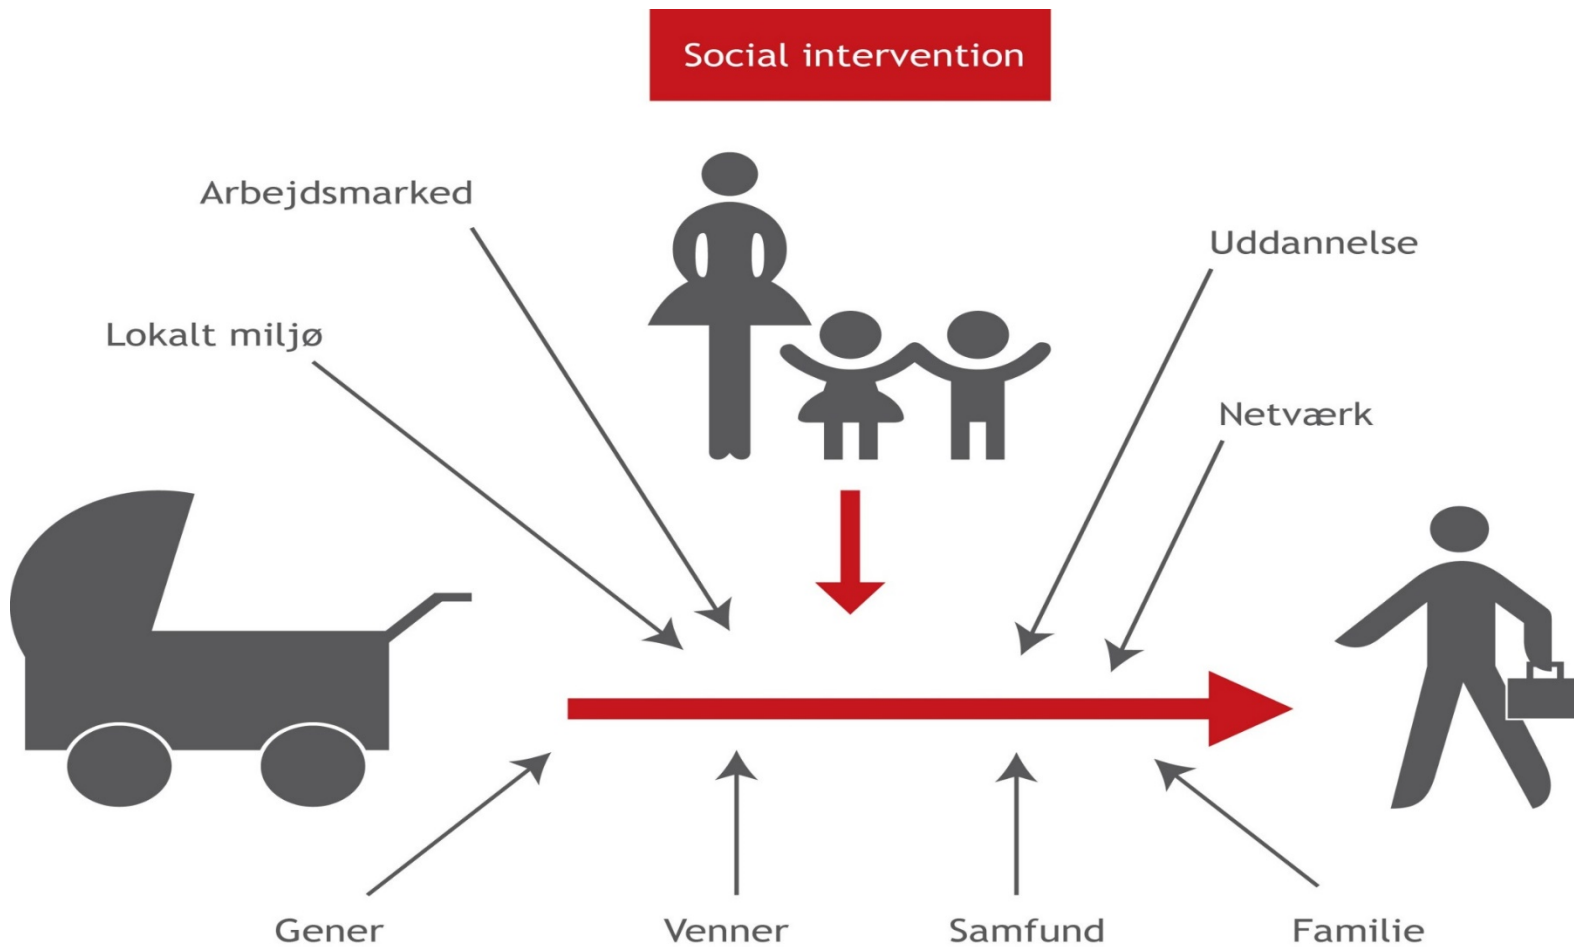 Social intervention
Arbejdsmarked
Uddannelse
Lokalt miljø
Netværk
Gener
Venner
Samfund
Familie